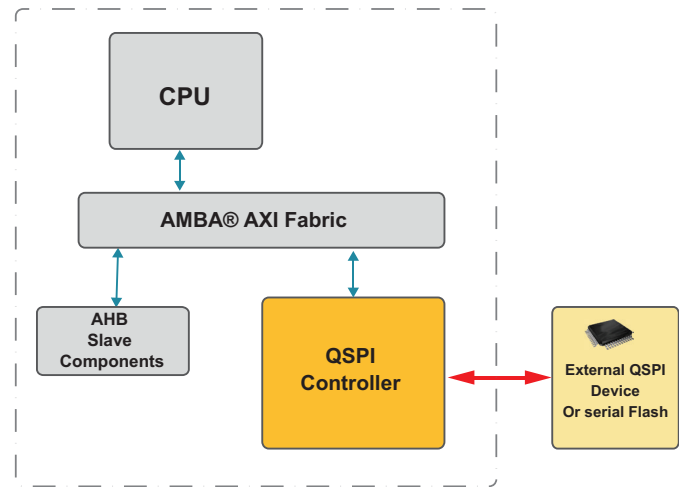 CPU
AMBA® AXI Fabric
AHB
Slave
Components
QSPI
Controller
External QSPI
Device
Or serial Flash